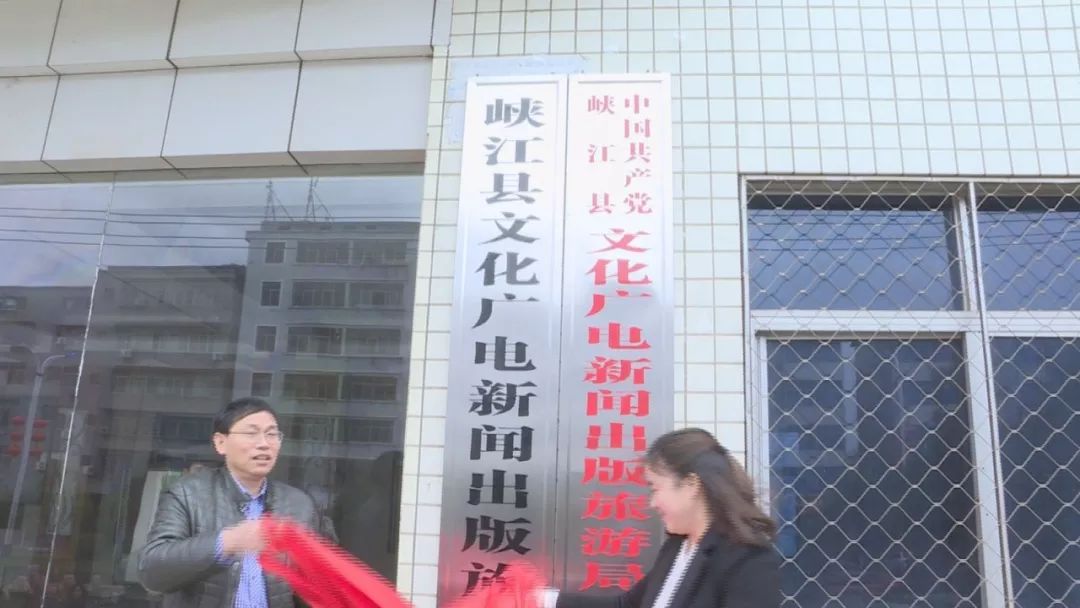 中国共产党
峡江县
文化广电新闻出版旅游局
峡江县文化广电新闻出版旅